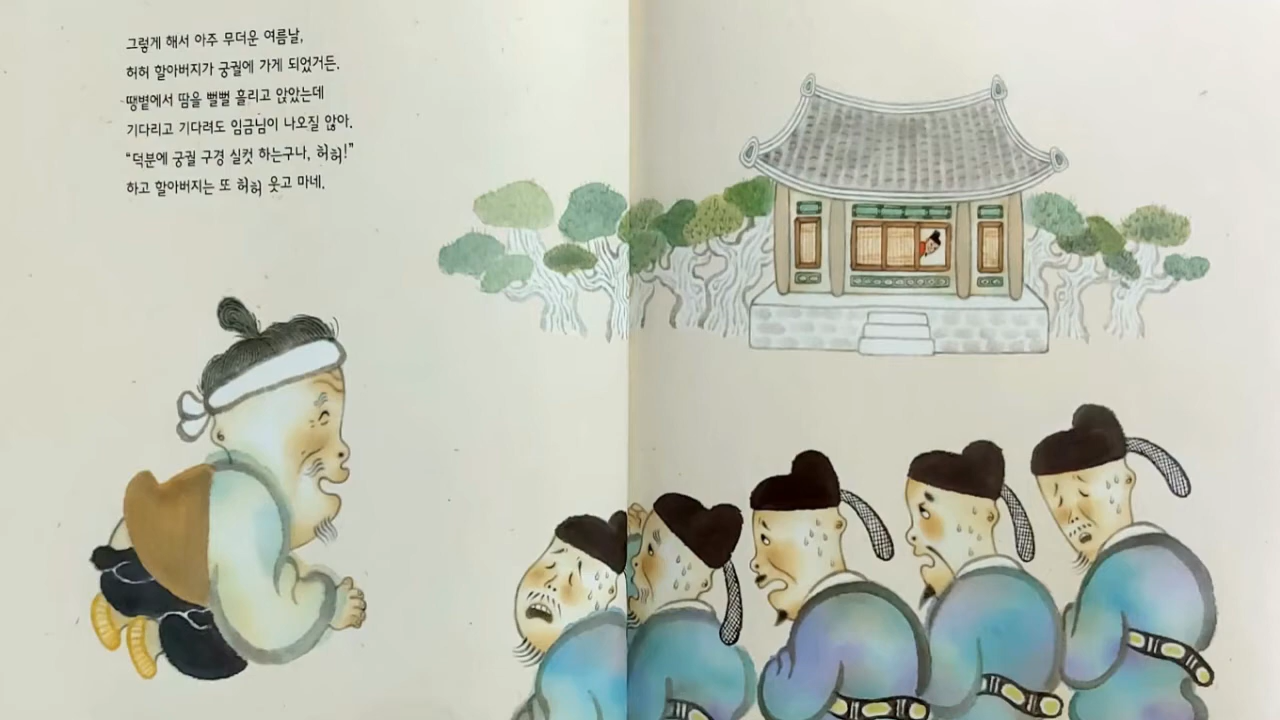 그렇게 해서 아주 무더운 여름날,
허허 할아버지가 궁궐에 가게 되었거든.
땡볕에서 땀을 뻘뻘 흘리고 앉았는데
기다리고 기다려도 임금님이 나오질 않아.
“덕분에 궁궐 구경 실컷 하는구나, 허허!”
하고 할아버지는 또 허허 웃고 마네.